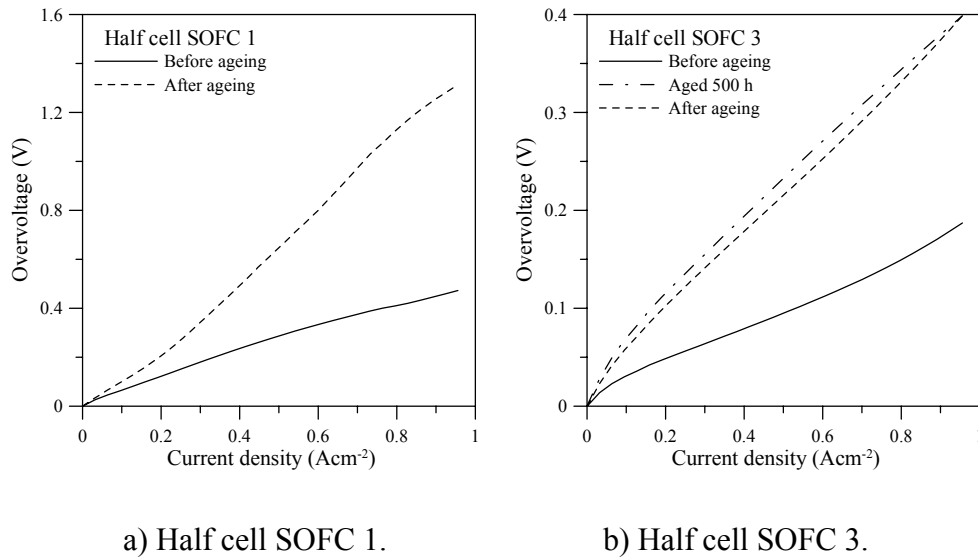 1.6
1.2
0.8
0.4
0
Overvoltage (V)
Half cell SOFC 1
Before ageing
After ageing
0 0.2 0.4 0.6 0.8 1
Current density (Acm⁻²)
0.4
0.3
0.2
0.1
0
Overvoltage (V)
Half cell SOFC 3
Before ageing
Aged 500 h
After ageing
0 0.2 0.4 0.6 0.8 1
Current density (Acm⁻²)
a) Half cell SOFC 1.
b) Half cell SOFC 3.